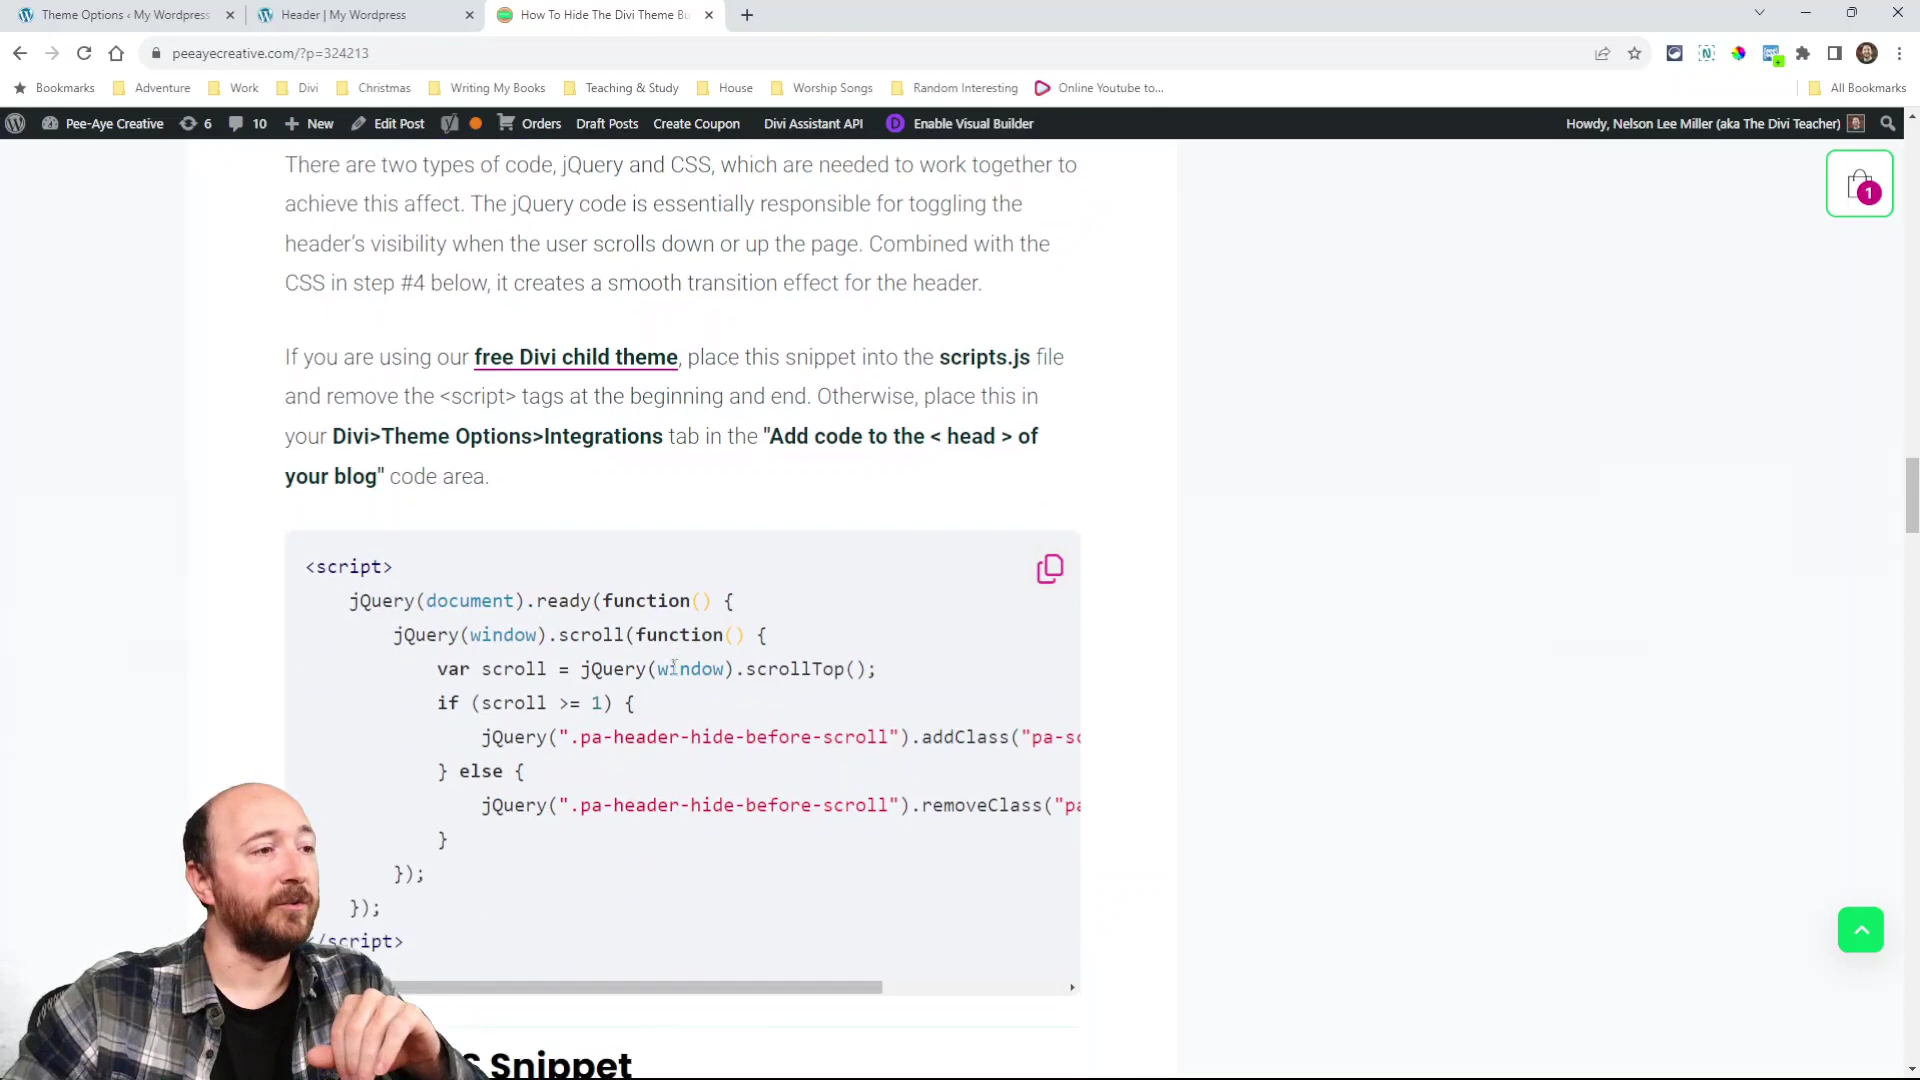 Theme Options ‹ My Wordpress
Header | My Wordpress
How To Hide The Divi Theme Bu
peeayecreative.com/?p=324213
Bookmarks
Adventure
Work
Divi
Christmas
Writing My Books
Teaching & Study
House
Worship Songs
Random Interesting
Online Youtube to...
All Bookmarks
Pee-Aye Creative
6
10
New
Edit Post
Orders
Draft Posts
Create Coupon
Divi Assistant API
Enable Visual Builder
Howdy, Nelson Lee Miller (aka The Divi Teacher)
1
There are two types of code, jQuery and CSS, which are needed to work together to
achieve this affect. The jQuery code is essentially responsible for toggling the
header’s visibility when the user scrolls down or up the page. Combined with the
CSS in step #4 below, it creates a smooth transition effect for the header.
If you are using our free Divi child theme, place this snippet into the scripts.js file
and remove the <script> tags at the beginning and end. Otherwise, place this in
your Divi>Theme Options>Integrations tab in the "Add code to the < head > of
your blog" code area.
<script>
jQuery(document).ready(function() {
jQuery(window).scroll(function() {
var scroll = jQuery(window).scrollTop();
if (scroll >= 1) {
jQuery(".pa-header-hide-before-scroll").addClass("pa-sc
} else {
jQuery(".pa-header-hide-before-scroll").removeClass("pa
}
});
});
/script>
S Snippet